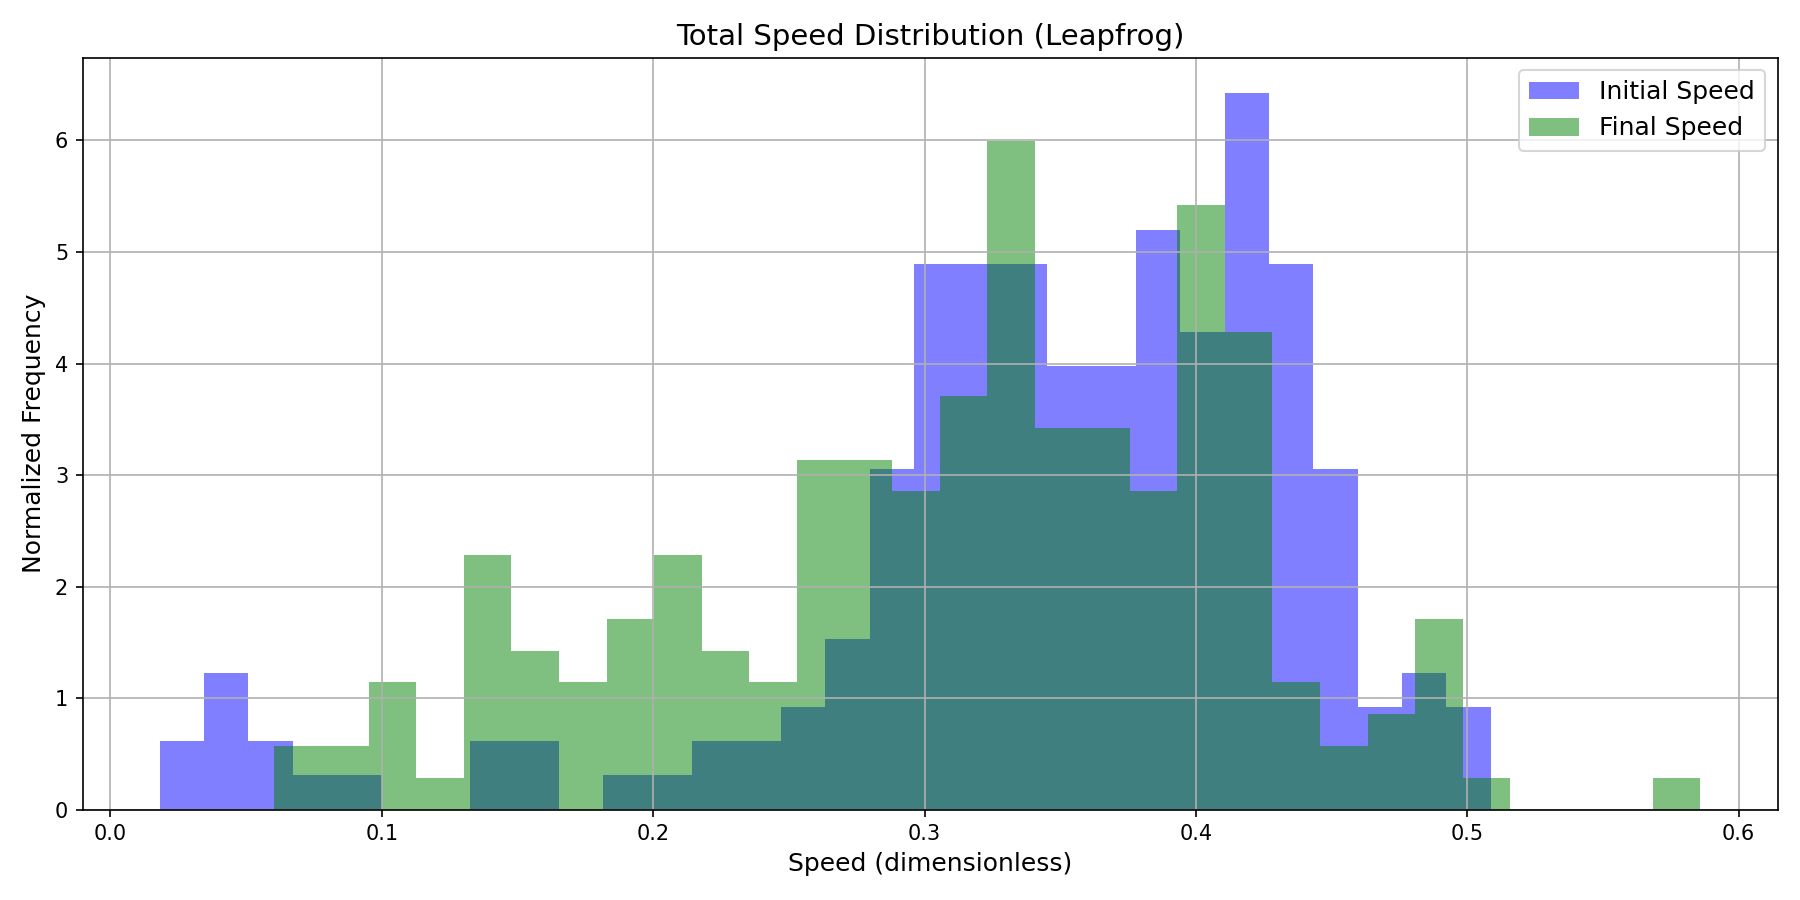 Total Speed Distribution (Leapfrog)
Initial Speed
Final Speed
Normalized Frequency
6
5
4
3
2
1
0
0.0 0.1 0.2 0.3 0.4 0.5 0.6
Speed (dimensionless)